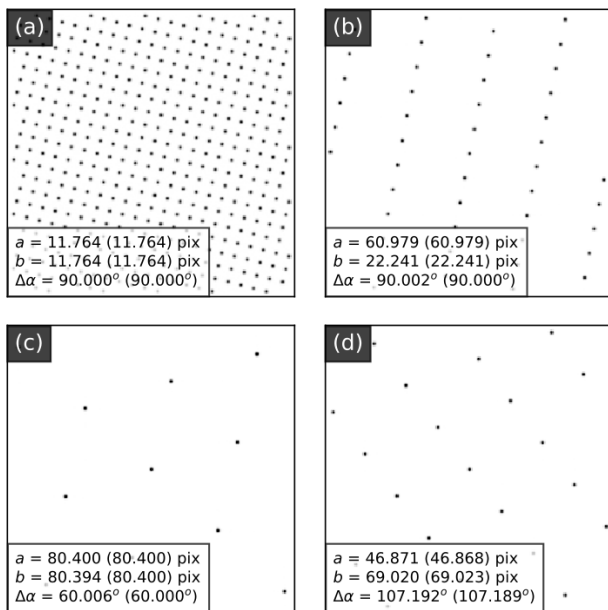 (a)
a = 11.764 (11.764) pix
b = 11.764 (11.764) pix
Δα = 90.000° (90.000°)
(b)
a = 60.979 (60.979) pix
b = 22.241 (22.241) pix
Δα = 90.002° (90.000°)
(c)
a = 80.400 (80.400) pix
b = 80.394 (80.400) pix
Δα = 60.006° (60.000°)
(d)
a = 46.871 (46.868) pix
b = 69.020 (69.023) pix
Δα = 107.192° (107.189°)